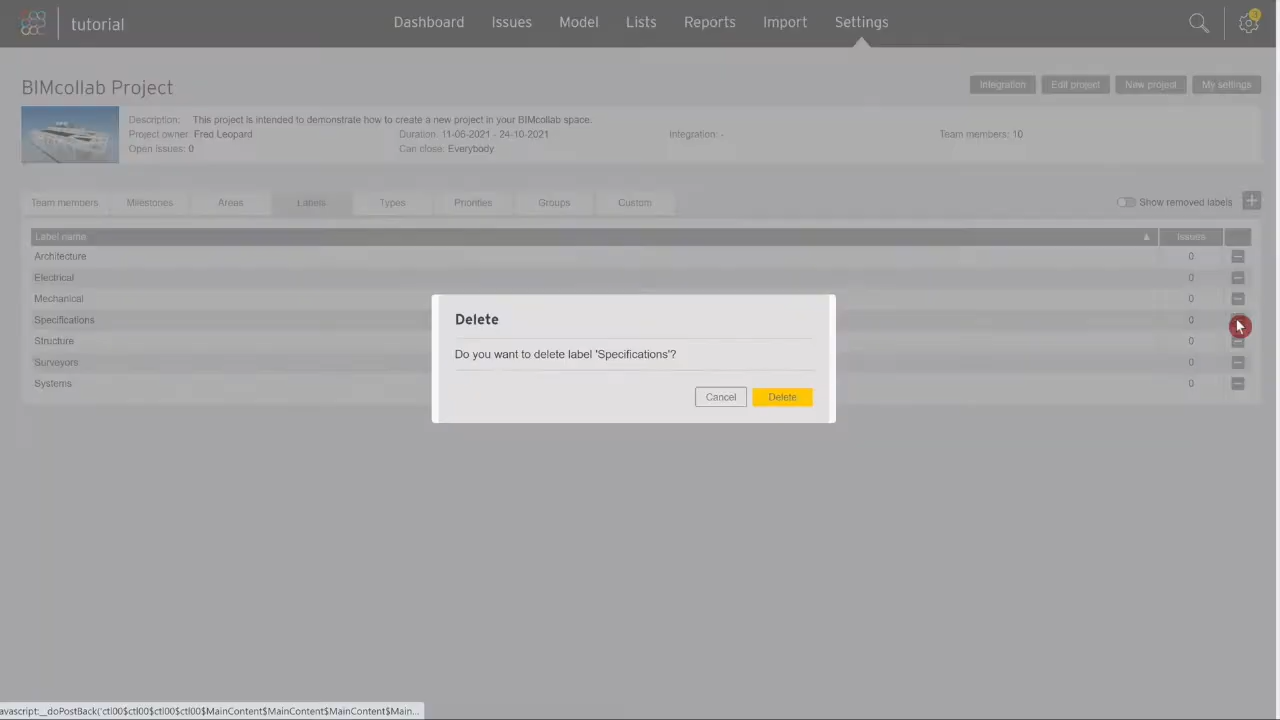 tutorial
Dashboard Issues Model Lists Reports Import Settings
3
BIMcollab Project
Integration Edit project New project My settings
Description: This project is intended to demonstrate how to create a new project in your BIMcollab space.
Project owner: Fred Leopard Duration: 11-06-2021 - 24-10-2021 Integration: - Team members: 10
Open Issues: 0 Can close: Everybody
Team members Milestones Areas Labels Types Priorities Groups Custom Show removed labels
Label name Issues
Architecture 0
Electrical 0
Mechanical 0
Specifications 0
Structure 0
Surveyors 0
Systems 0
Delete
Do you want to delete label 'Specifications'?
Cancel Delete
avascript:__doPostBack('ctl00$ctl00$ctl00$ctl00$MainContent$MainContent$MainContent$Main...